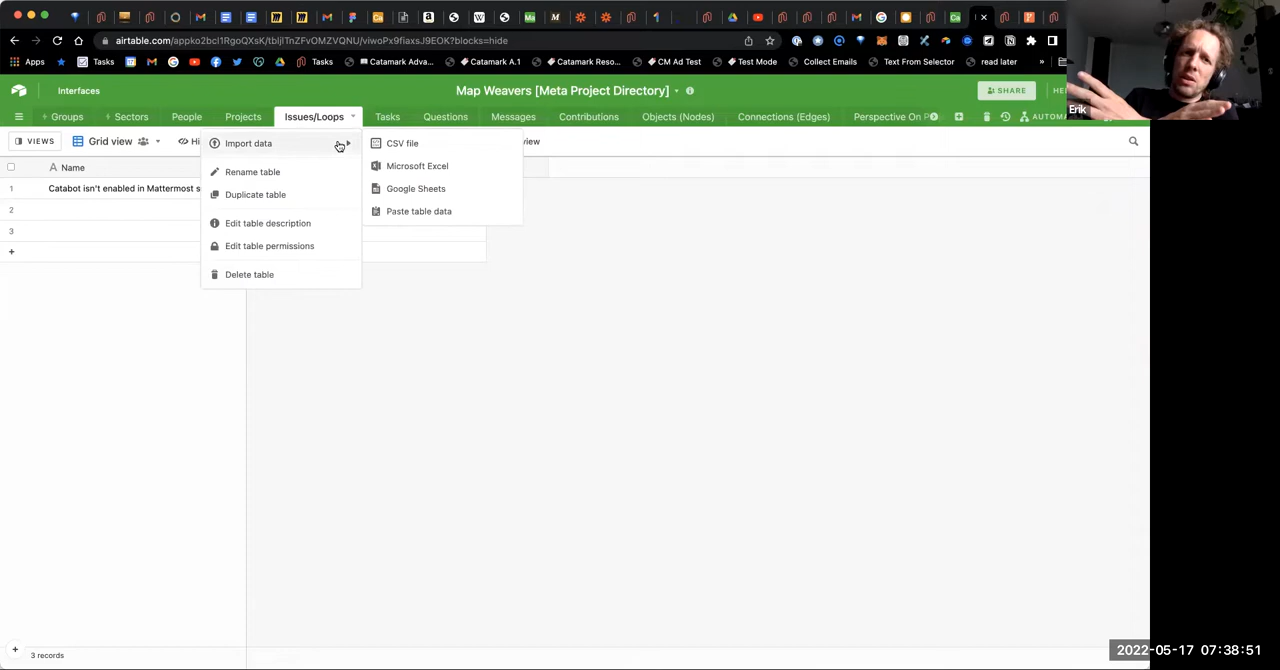 airtable.com/appko2bcl1RgoQXsK/tbljlTnZFvOMZVQNU/viwoPx9fiaxsJ9EOK?blocks=hide
Apps Tasks Tasks Catamark Adva... Catamark A.1 Catamark Reso... CM Ad Test Test Mode Collect Emails Text From Selector read later »
Erik
Interfaces Map Weavers [Meta Project Directory] SHARE
+ Groups + Sectors People Projects Issues/Loops Tasks Questions Messages Contributions Objects (Nodes) Connections (Edges) Perspective On AUTOMA
VIEWS Grid view Hi Import data CSV file
Microsoft Excel
Name Rename table
1 Catabot isn't enabled in Mattermost s Duplicate table Google Sheets
2 Paste table data
Edit table description
3
+ Edit table permissions
Delete table
+ 3 records
2022-05-17 07:38:51